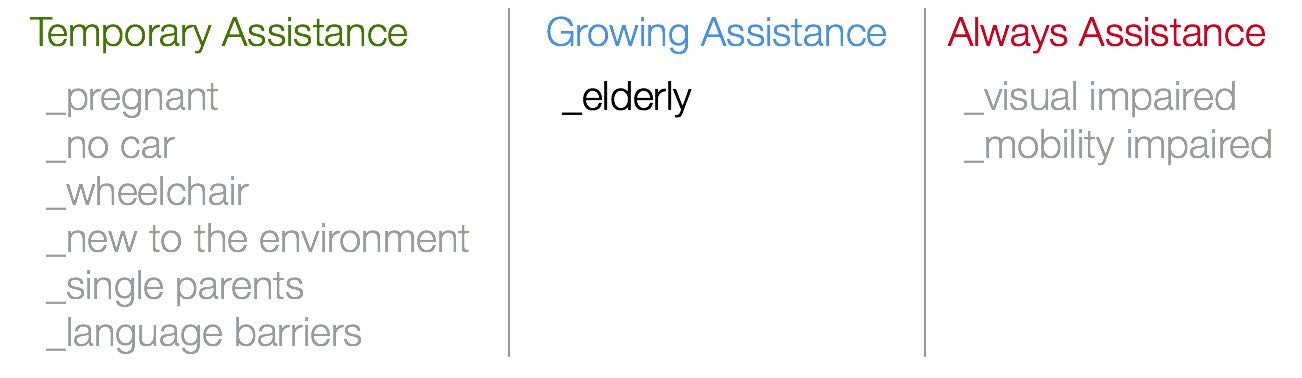 Temporary Assistance
_pregnant
_no car
_wheelchair
_new to the environment
_single parents
_language barriers
Growing Assistance
_elderly
Always Assistance
_visual impaired
_mobility impaired